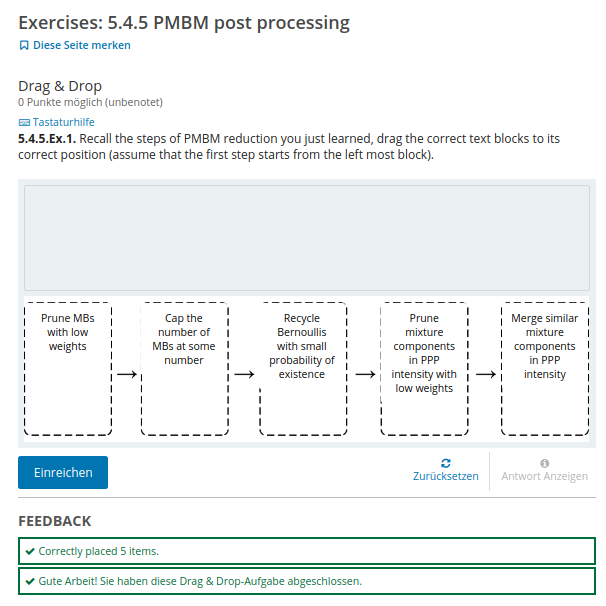 Exercises: 5.4.5 PMBM post processing
Diese Seite merken
Drag & Drop
0 Punkte möglich (unbenotet)
Tastaturhilfe
5.4.5.Ex.1. Recall the steps of PMBM reduction you just learned, drag the correct text blocks to its
correct position (assume that the first step starts from the left most block).
Prune MBs
with low
weights
Cap the
number of
MBs at some
number
Recycle
Bernoullis
with small
probability of
existence
Prune
mixture
components
in PPP
intensity with
low weights
Merge similar
mixture
components
in PPP
intensity
Einreichen
Zurücksetzen
Antwort Anzeigen
FEEDBACK
Correctly placed 5 items.
Gute Arbeit! Sie haben diese Drag & Drop-Aufgabe abgeschlossen.